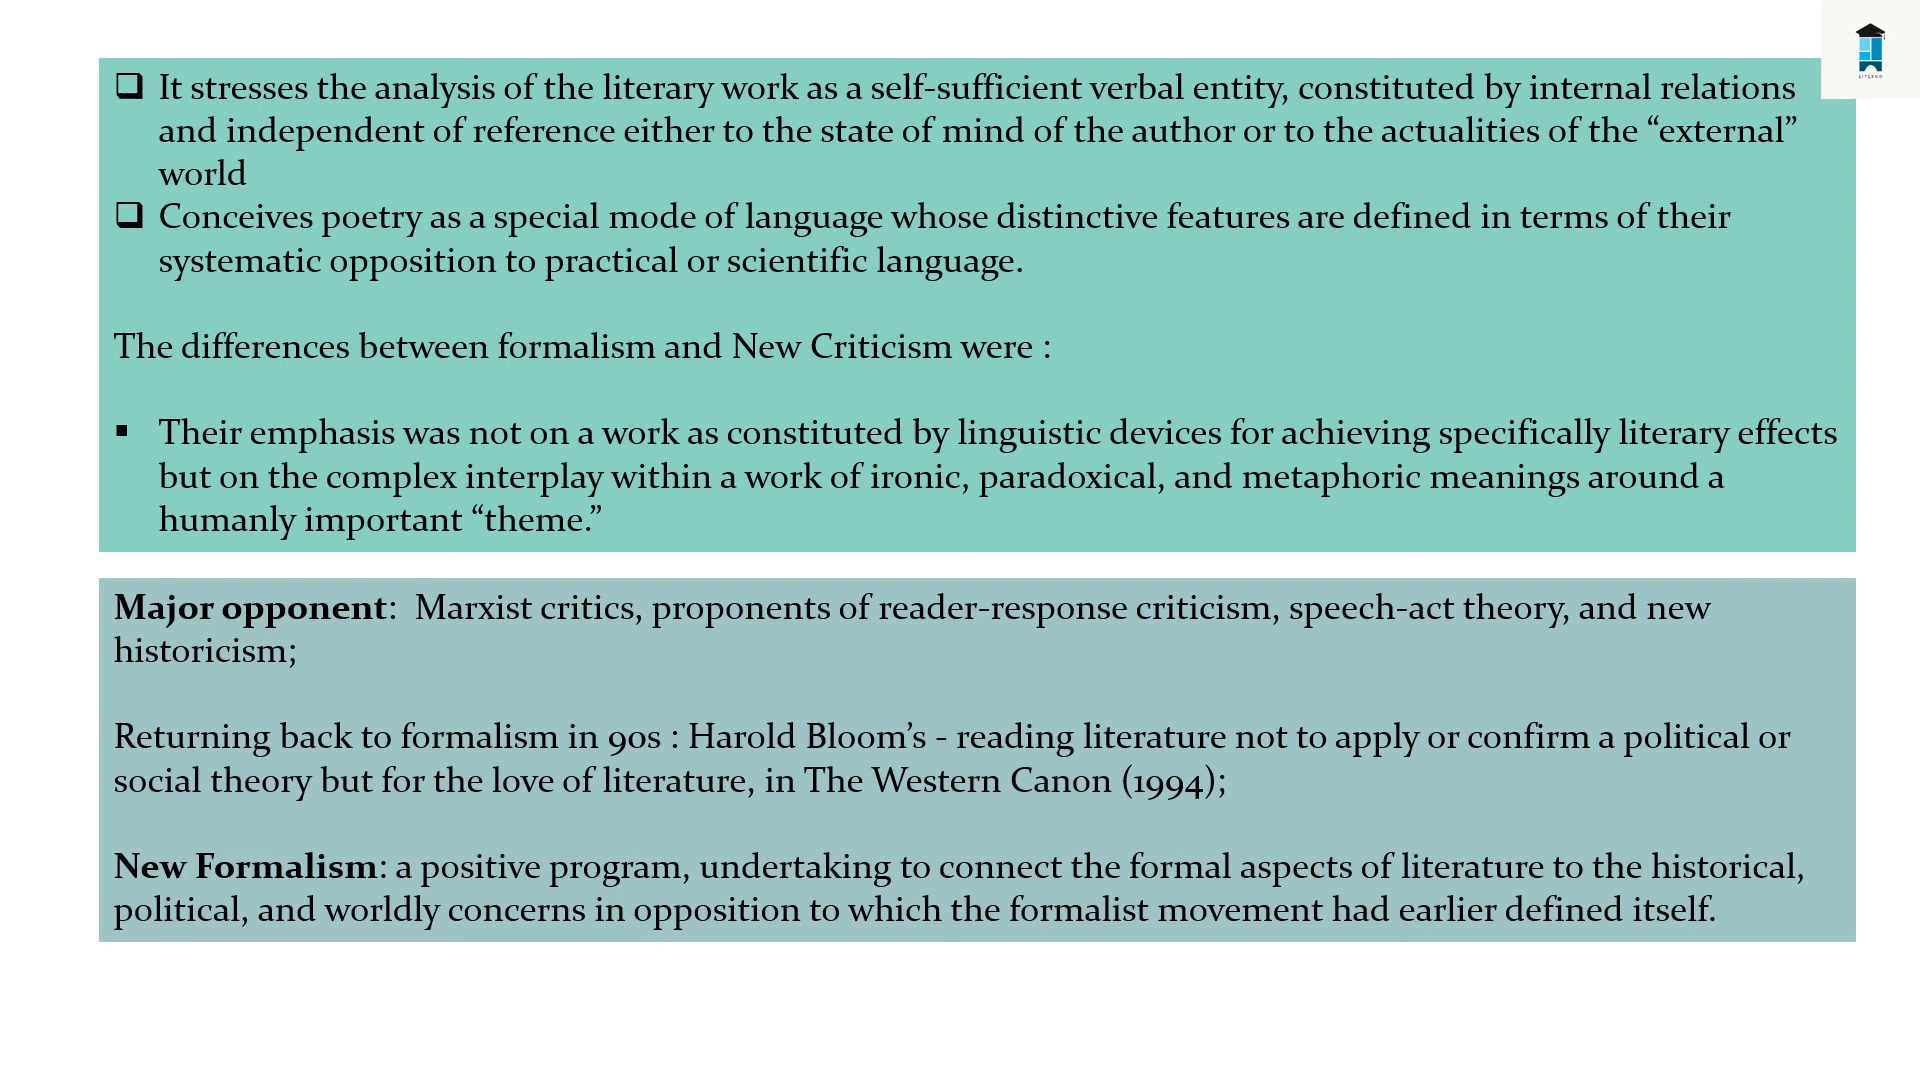 ❑ It stresses the analysis of the literary work as a self-sufficient verbal entity, constituted by internal relations
and independent of reference either to the state of mind of the author or to the actualities of the “external”
world
❑ Conceives poetry as a special mode of language whose distinctive features are defined in terms of their
systematic opposition to practical or scientific language.
The differences between formalism and New Criticism were :
▪ Their emphasis was not on a work as constituted by linguistic devices for achieving specifically literary effects
but on the complex interplay within a work of ironic, paradoxical, and metaphoric meanings around a
humanly important “theme.”
Major opponent:  Marxist critics, proponents of reader-response criticism, speech-act theory, and new
historicism;
Returning back to formalism in 90s : Harold Bloom’s - reading literature not to apply or confirm a political or
social theory but for the love of literature, in The Western Canon (1994);
New Formalism: a positive program, undertaking to connect the formal aspects of literature to the historical,
political, and worldly concerns in opposition to which the formalist movement had earlier defined itself.
LITLEGO